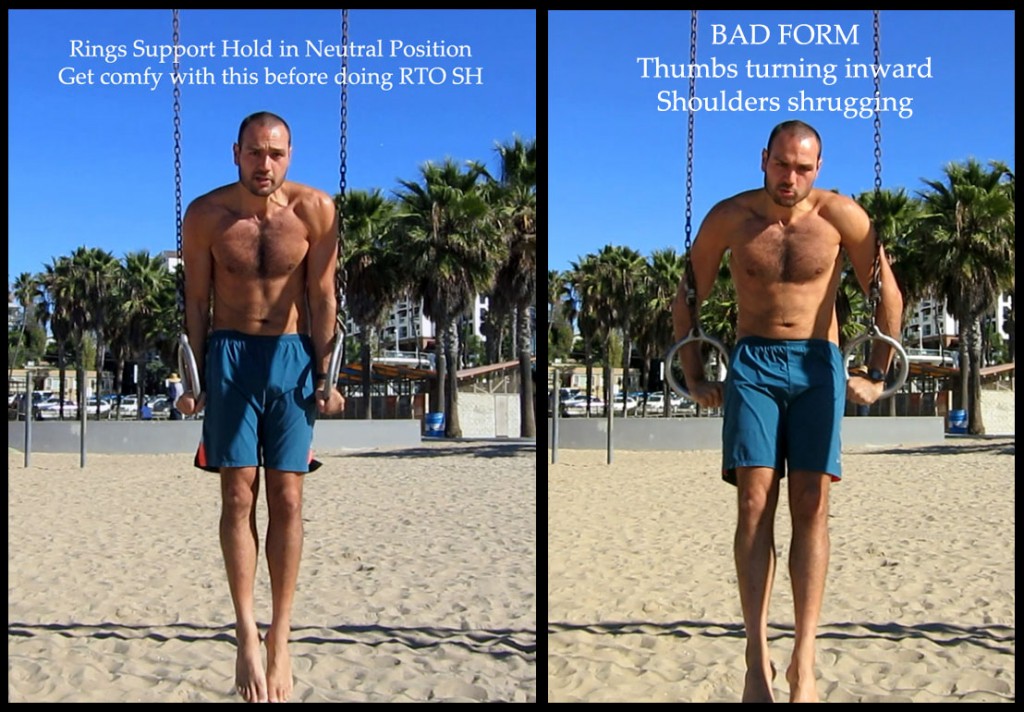 Rings Support Hold in Neutral Position
Get comfy with this before doing RTO SH
BAD FORM
Thumbs turning inward
Shoulders shrugging